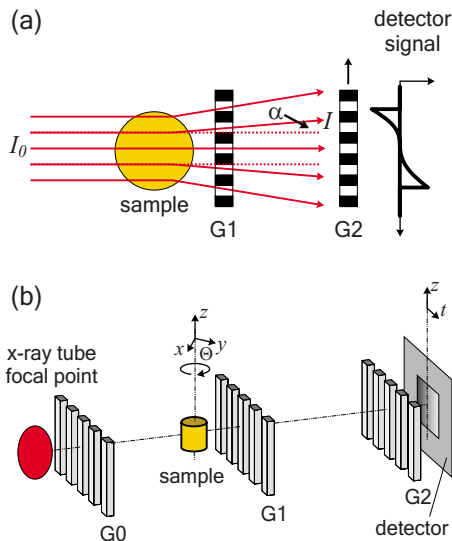 (a)
detector
signal
α
I
I0
sample
G1
G2
(b)
z
t
z
x
y
Θ
x-ray tube
focal point
sample
G0
G1
G2
detector